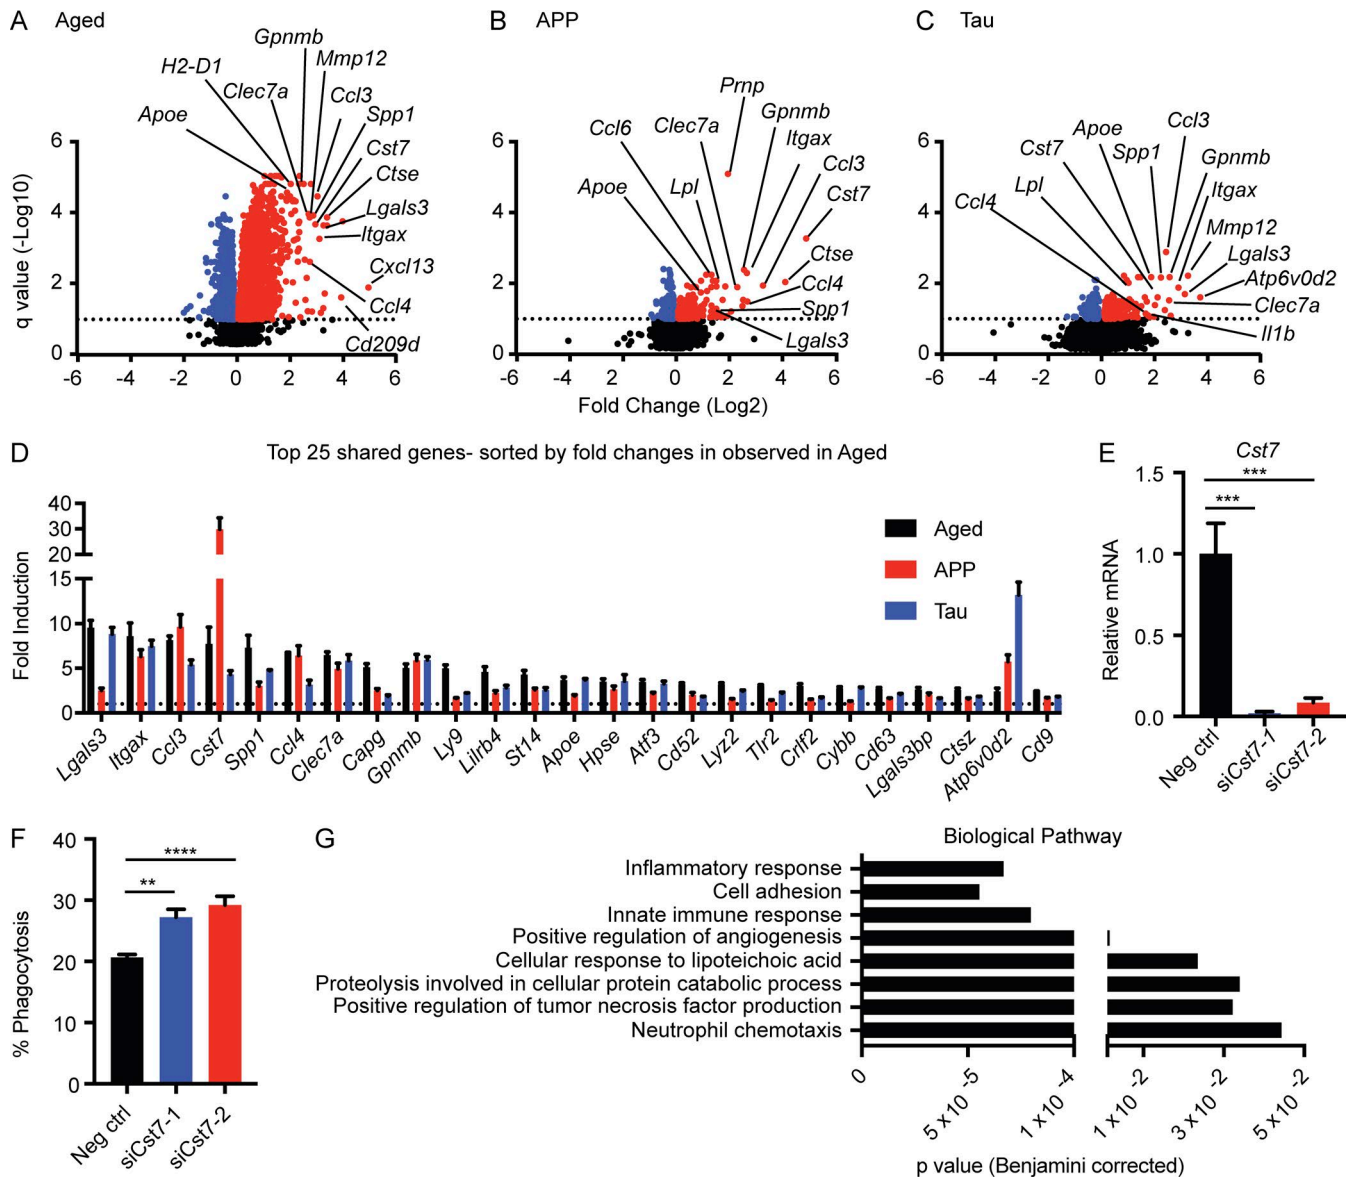 A Aged
Gpnmb
Mmp12
H2-D1
Clec7a
Ccl3
Apoe
Spp1
Cst7
Ctse
Lgals3
Itgax
Cxcl13
Ccl4
Cd209d
q value (-Log10)
6
4
2
0
-6 -4 -2 0 2 4 6
B APP
Prnp
Gpnmb
Ccl6
Clec7a
Itgax
Ccl3
Apoe
Lpl
Cst7
Ctse
Ccl4
Spp1
Lgals3
6
4
2
0
-6 -4 -2 0 2 4 6
Fold Change (Log2)
C Tau
Ccl3
Apoe
Cst7
Spp1
Gpnmb
Lpl
Itgax
Ccl4
Mmp12
Lgals3
Atp6v0d2
Clec7a
Il1b
6
4
2
0
-6 -4 -2 0 2 4 6
D Top 25 shared genes- sorted by fold changes in observed in Aged
Fold Induction
40
30
20
15
10
5
0
Aged
APP
Tau
Lgals3
Itgax
Ccl3
Cst7
Spp1
Ccl4
Clec7a
Capg
Gpnmb
Ly9
Lilrb4
St14
Apoe
Hpse
Atf3
Cd52
Lyz2
Tlr2
Crlf2
Cybb
Cd63
Lgals3bp
Ctsz
Atp6v0d2
Cd9
E Cst7
Relative mRNA
1.5
1.0
0.5
0.0
***
***
Neg ctrl
siCst7-1
siCst7-2
F
% Phagocytosis
40
30
20
10
0
****
**
Neg ctrl
siCst7-1
siCst7-2
G Biological Pathway
Inflammatory response
Cell adhesion
Innate immune response
Positive regulation of angiogenesis
Cellular response to lipoteichoic acid
Proteolysis involved in cellular protein catabolic process
Positive regulation of tumor necrosis factor production
Neutrophil chemotaxis
0
5 x 10 -5
1 x 10 -4
1 x 10 -2
3 x 10 -2
5 x 10 -2
p value (Benjamini corrected)